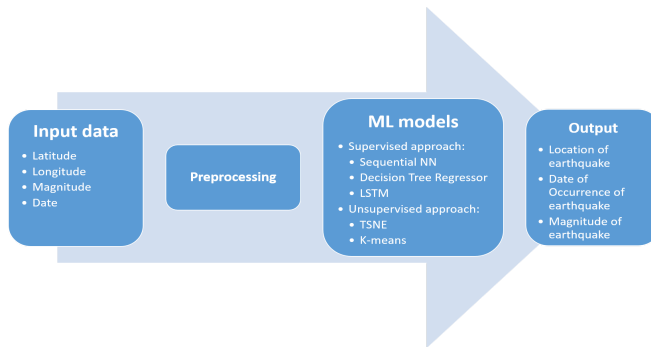 Input data
• Latitude
• Longitude
• Magnitude
• Date
Preprocessing
ML models
• Supervised approach:
• Sequential NN
• Decision Tree Regressor
• LSTM
• Unsupervised approach:
• TSNE
• K-means
Output
• Location of
earthquake
• Date of
Occurrence of
earthquake
• Magnitude of
earthquake